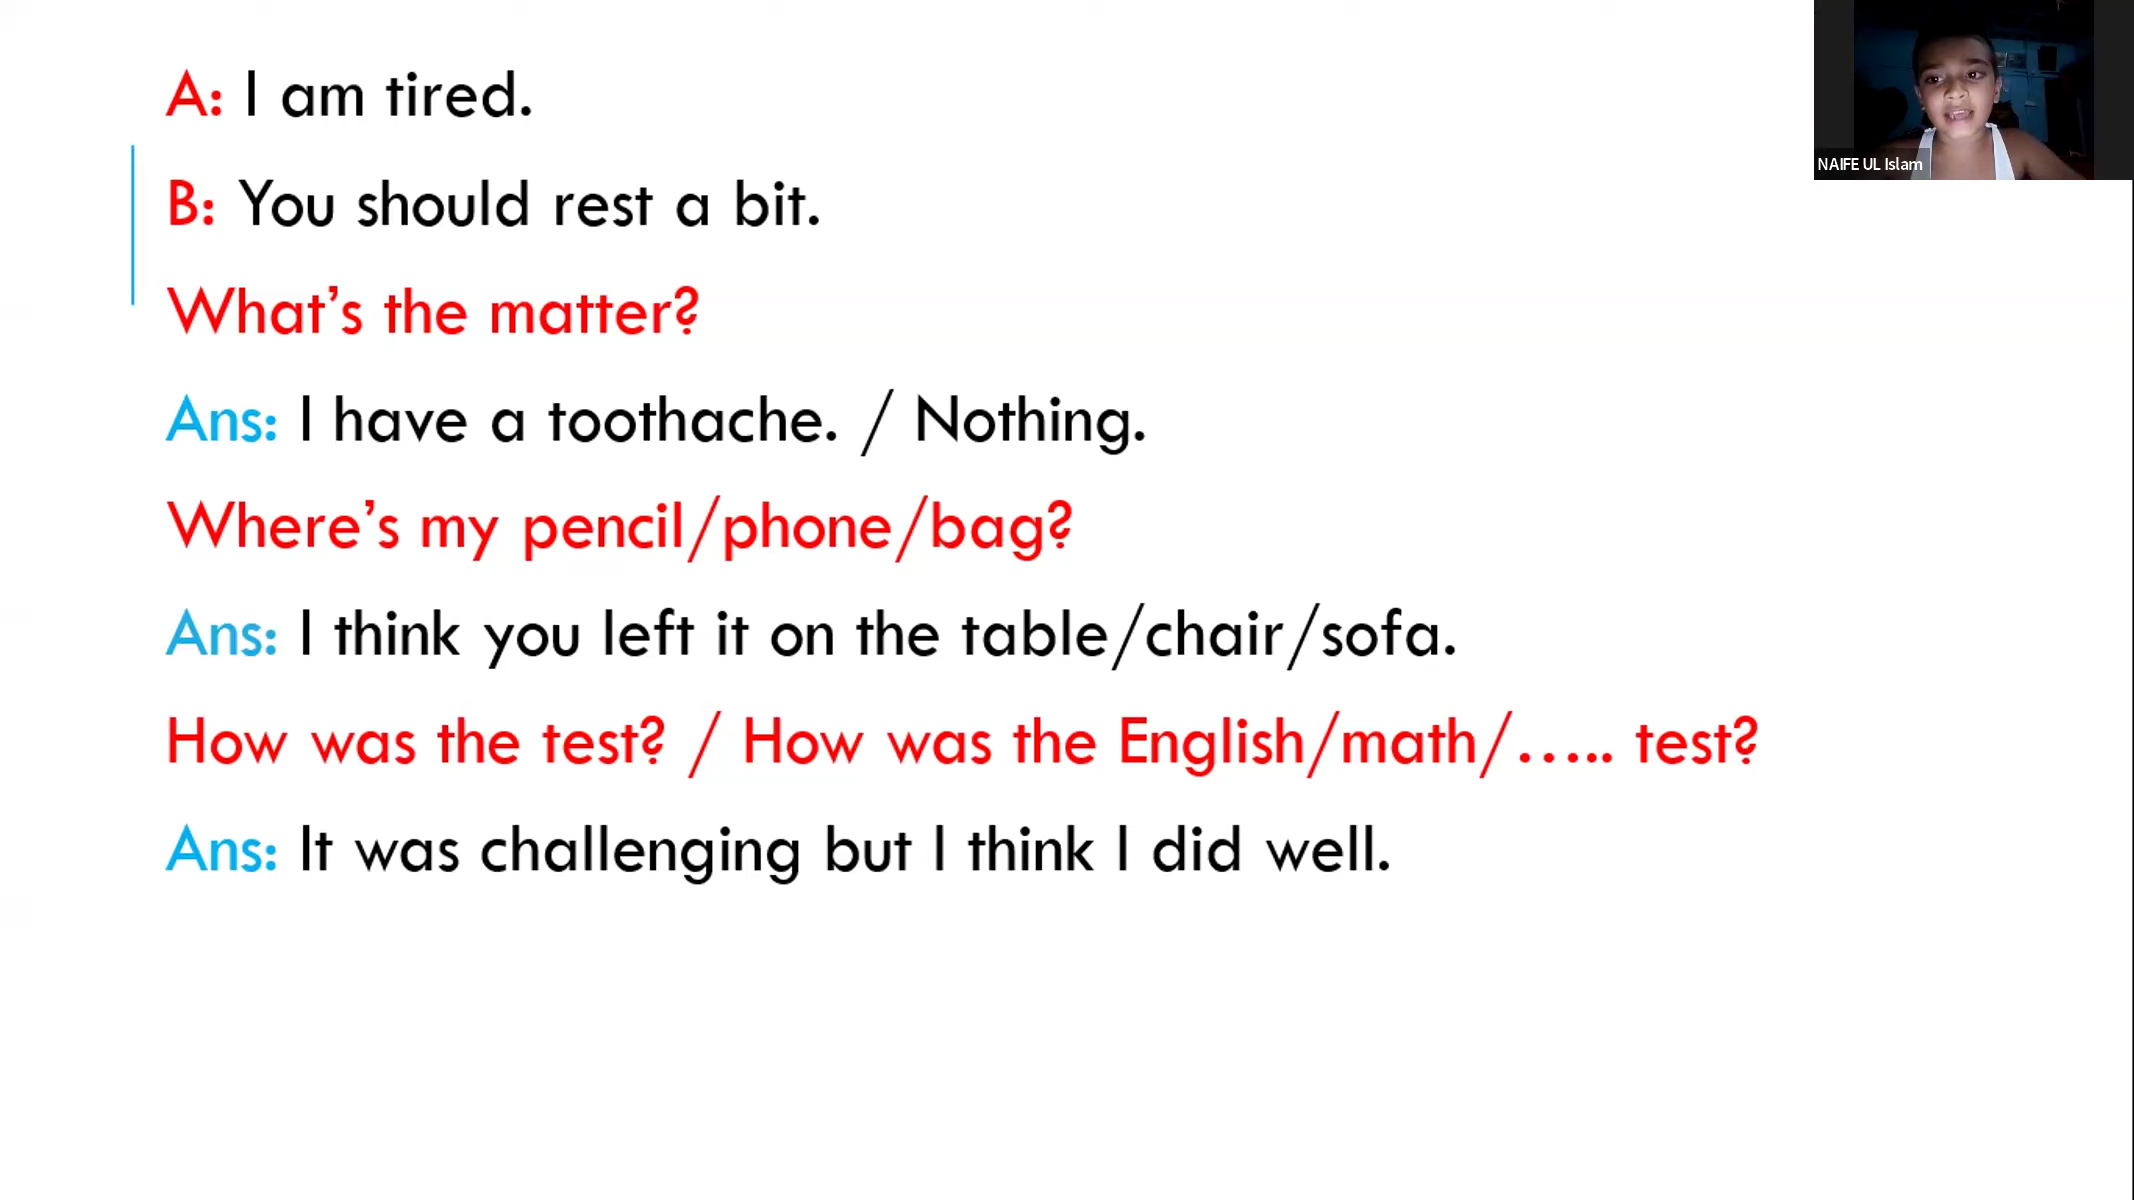 A: I am tired.
B: You should rest a bit.
What’s the matter?
Ans: I have a toothache. / Nothing.
Where’s my pencil/phone/bag?
Ans: I think you left it on the table/chair/sofa.
How was the test? / How was the English/math/..... test?
Ans: It was challenging but I think I did well.
NAIFE UL Islam